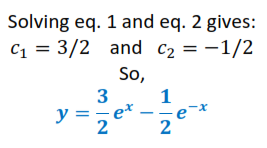 Solving eq. 1 and eq. 2 gives:
c₁ = 3/2 and c₂ = −1/2
So,
y = 3/2 eˣ − 1/2 e⁻ˣ